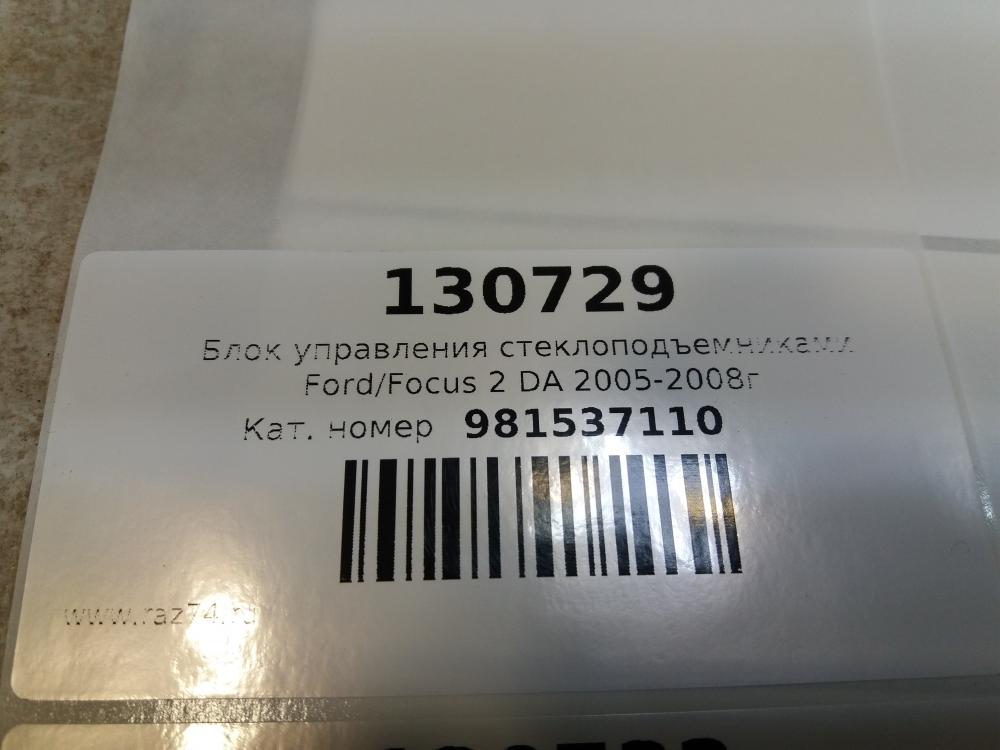 130729
Блок управления стеклоподъемниками
Ford/Focus 2 DA 2005-2008г
Кат. номер 981537110
www.raz74.ru